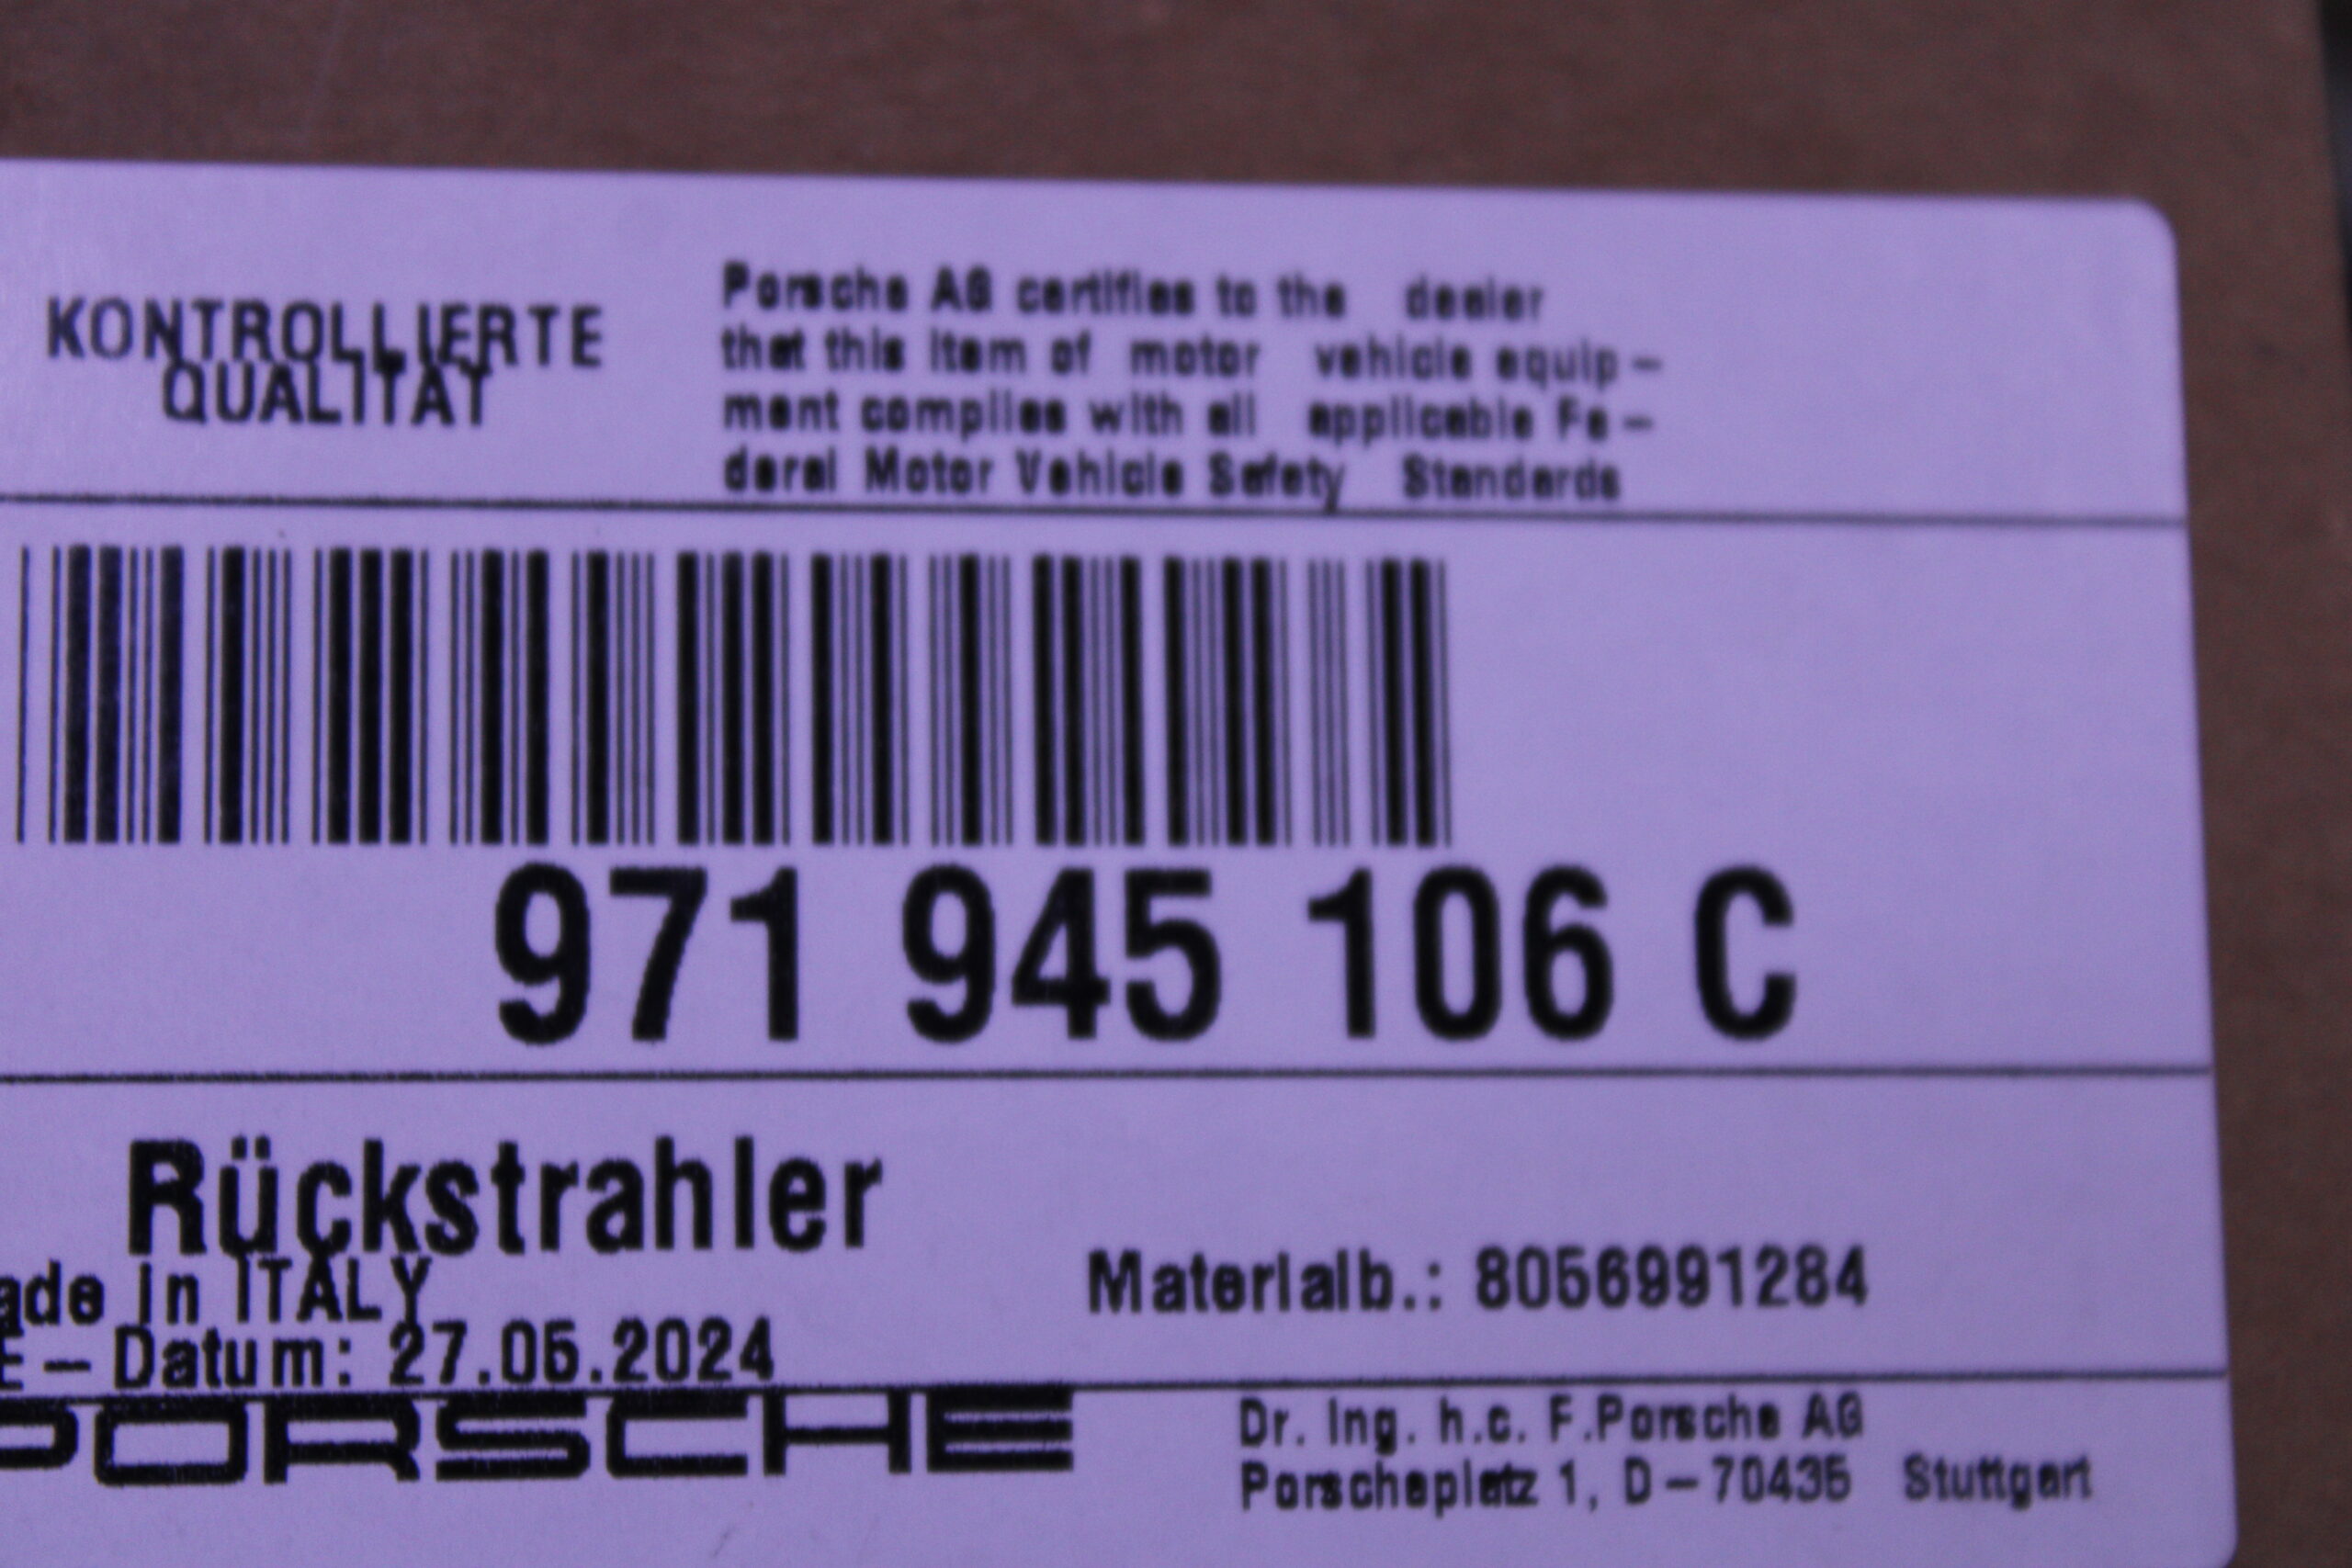 KONTROLLIERTE
QUALITÄT
Porsche AG certifies to the dealer
that this item of motor vehicle equip-
ment complies with all applicable Fe-
deral Motor Vehicle Safety Standards
971 945 106 C
Rückstrahler
ade in ITALY
E-Datum: 27.05.2024
Materialb.: 8056991284
PORSCHE
Dr. Ing. h.c. F.Porsche AG
Porscheplatz 1, D-70435 Stuttgart